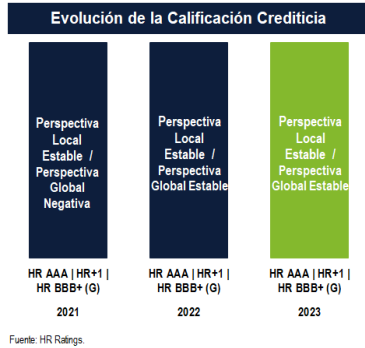 Evolución de la Calificación Crediticia
Perspectiva
Local
Estable /
Perspectiva
Global
Negativa
Perspectiva
Local
Estable /
Perspectiva
Global Estable
Perspectiva
Local
Estable /
Perspectiva
Global Estable
HR AAA | HR+1 |
HR BBB+ (G)
2021
HR AAA | HR+1 |
HR BBB+ (G)
2022
HR AAA | HR+1 |
HR BBB+ (G)
2023
Fuente: HR Ratings.